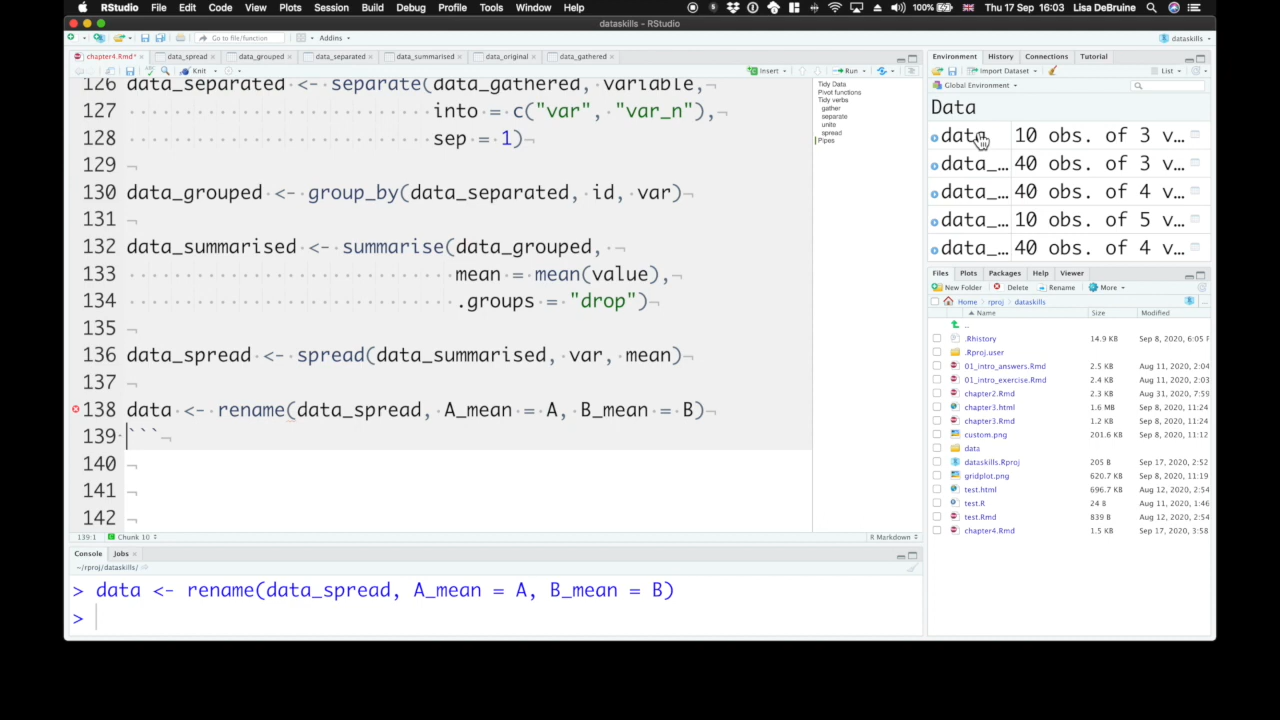 RStudio File Edit Code View Plots Session Build Debug Profile Tools Window Help 100% Thu 17 Sep 16:03 Lisa DeBruine
dataskills - RStudio
Go to file/function Addins dataskills
chapter4.Rmd* data_spread data_grouped data_separated data_summarised data_original data_gathered
Knit Insert Run
126 data_separated <- separate(data_gathered, variable,
127 into = c("var", "var_n"),
128 sep = 1)
129
130 data_grouped <- group_by(data_separated, id, var)
131
132 data_summarised <- summarise(data_grouped,
133 mean = mean(value),
134 .groups = "drop")
135
136 data_spread <- spread(data_summarised, var, mean)
137
138 data <- rename(data_spread, A_mean = A, B_mean = B)
139 ```
140
141
142
139:1 Chunk 10 R Markdown
Tidy Data
Pivot functions
Tidy verbs
gather
separate
unite
spread
Pipes
Console Jobs
~/rproj/dataskills/
> data <- rename(data_spread, A_mean = A, B_mean = B)
>
Environment History Connections Tutorial
Import Dataset List
Global Environment
Data
data 10 obs. of 3 v…
data_… 40 obs. of 3 v…
data_… 40 obs. of 4 v…
data_… 10 obs. of 5 v…
data_… 40 obs. of 4 v…
Files Plots Packages Help Viewer
New Folder Delete Rename More
Home rproj dataskills
Name Size Modified
..
.Rhistory 14.9 KB Sep 8, 2020, 6:05 P
.Rproj.user
01_intro_answers.Rmd 2.5 KB Aug 11, 2020, 2:04
01_intro_exercise.Rmd 2.4 KB Aug 11, 2020, 2:03
chapter2.Rmd 2.3 KB Aug 31, 2020, 7:59
chapter3.html 1.6 MB Sep 8, 2020, 11:24
chapter3.Rmd 1.2 KB Sep 8, 2020, 11:24
custom.png 201.6 KB Sep 8, 2020, 11:12
data
dataskills.Rproj 205 B Sep 17, 2020, 2:52
gridplot.png 620.7 KB Sep 8, 2020, 11:19
test.html 696.7 KB Aug 12, 2020, 2:54
test.R 24 B Aug 11, 2020, 1:46
test.Rmd 839 B Aug 12, 2020, 2:54
chapter4.Rmd 1.5 KB Sep 17, 2020, 3:58